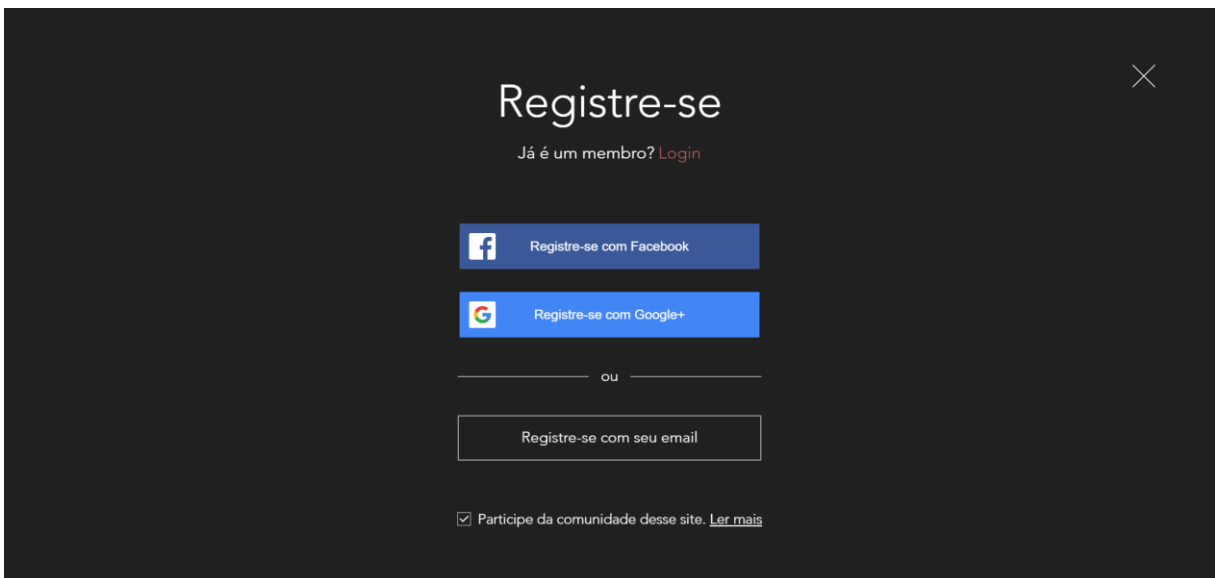 Registre-se
Já é um membro? Login
Registre-se com Facebook
Registre-se com Google+
ou
Registre-se com seu email
Participe da comunidade desse site. Ler mais